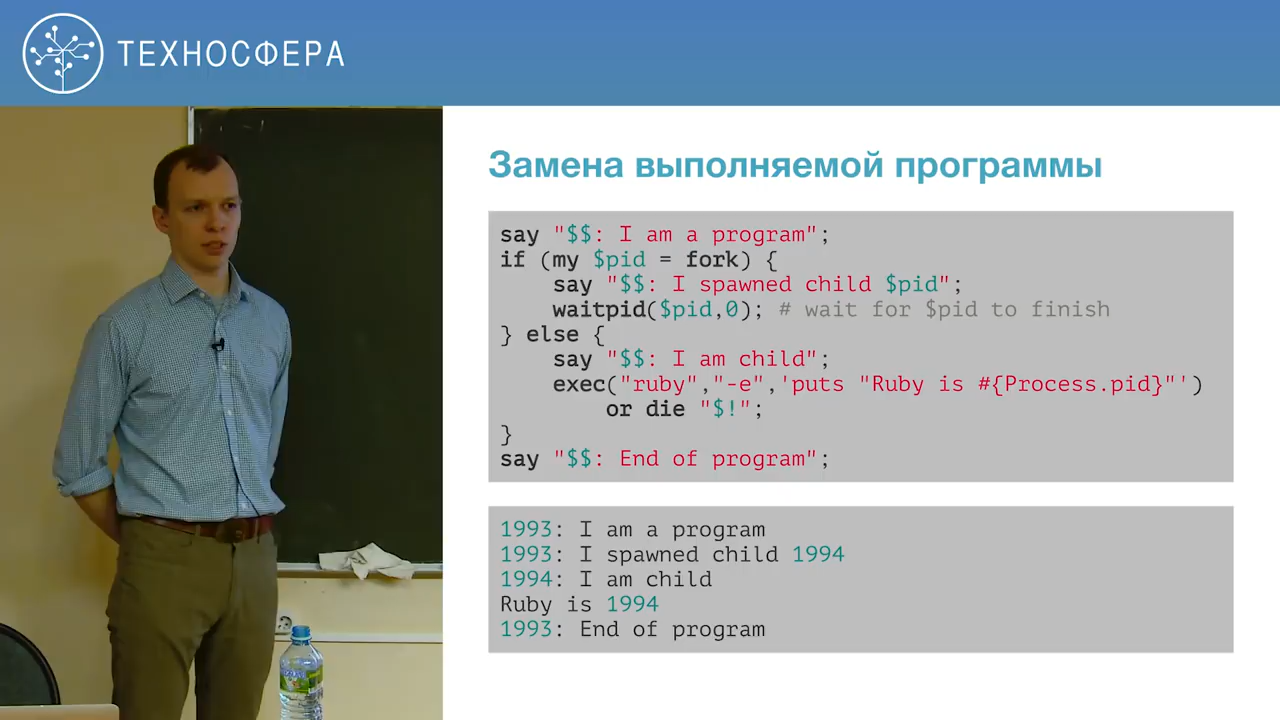 ТЕХНОСФЕРА
Замена выполняемой программы
say "$$: I am a program";
if (my $pid = fork) {
    say "$$: I spawned child $pid";
    waitpid($pid,0); # wait for $pid to finish
} else {
    say "$$: I am child";
    exec("ruby","-e",'puts "Ruby is #{Process.pid}"')
        or die "$!";
}
say "$$: End of program";
1993: I am a program
1993: I spawned child 1994
1994: I am child
Ruby is 1994
1993: End of program